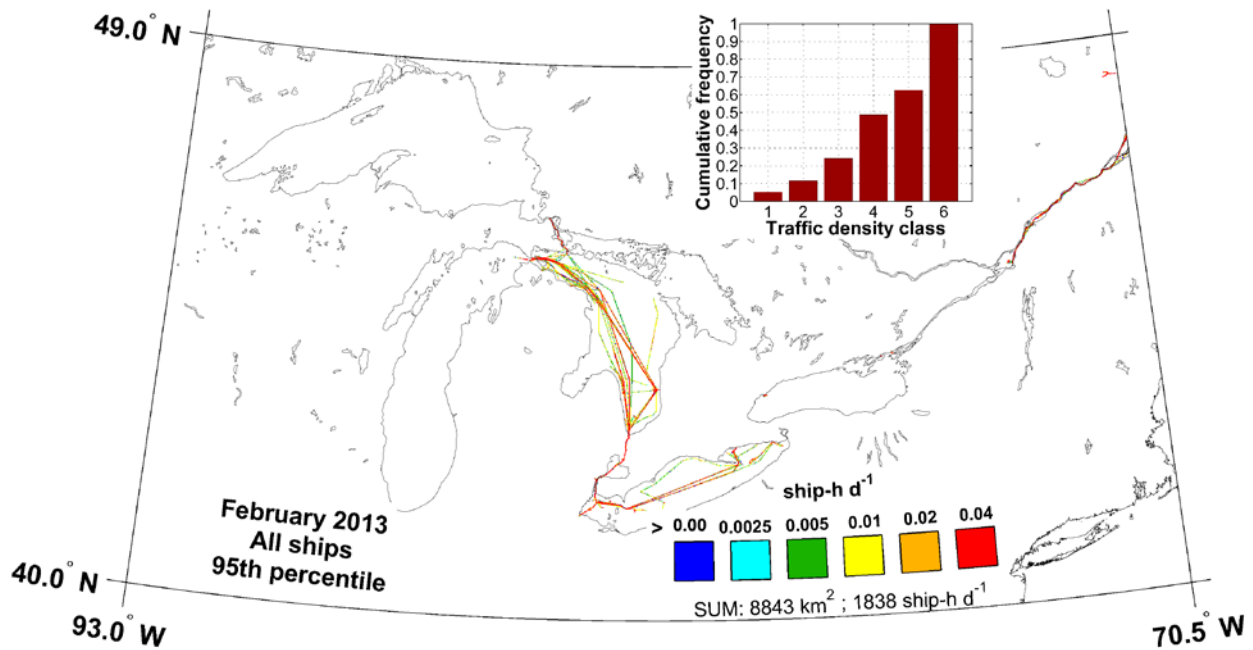 49.0° N
Cumulative frequency
1
0.9
0.8
0.7
0.6
0.5
0.4
0.3
0.2
0.1
0
1 2 3 4 5 6
Traffic density class
February 2013
All ships
95th percentile
ship-h d⁻¹
> 0.00 0.0025 0.005 0.01 0.02 0.04
SUM: 8843 km² ; 1838 ship-h d⁻¹
40.0° N
93.0° W
70.5° W